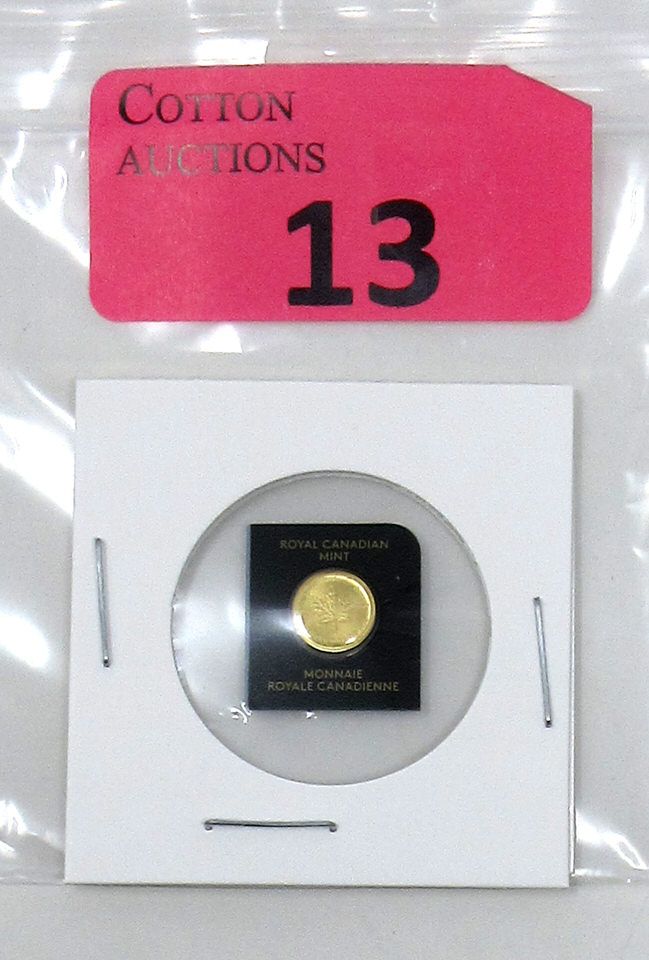 COTTON
AUCTIONS
13
ROYAL CANADIAN
MINT
MONNAIE
ROYALE CANADIENNE